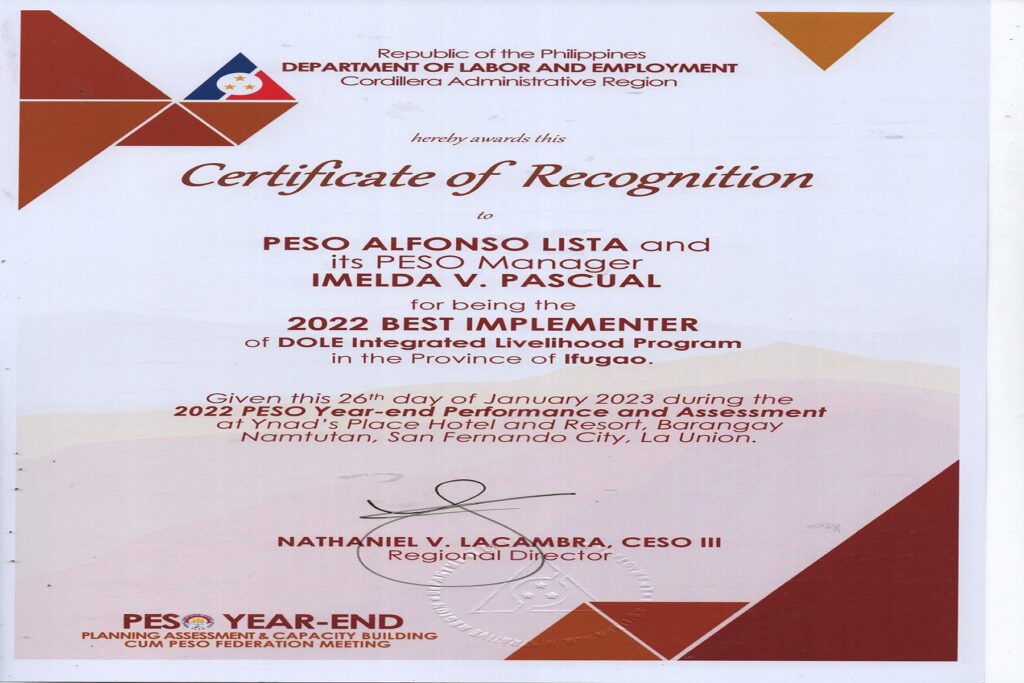 Republic of the Philippines
DEPARTMENT OF LABOR AND EMPLOYMENT
Cordillera Administrative Region
hereby awards this
Certificate of Recognition
to
PESO ALFONSO LISTA and
its PESO Manager
IMELDA V. PASCUAL
for being the
2022 BEST IMPLEMENTER
of DOLE Integrated Livelihood Program
in the Province of Ifugao.
Given this 26th day of January 2023 during the
2022 PESO Year-end Performance and Assessment
at Ynad's Place Hotel and Resort, Barangay
Namtutan, San Fernando City, La Union.
NATHANIEL V. LACAMBRA, CESO III
Regional Director
PESO YEAR-END
PLANNING ASSESSMENT & CAPACITY BUILDING
CUM PESO FEDERATION MEETING